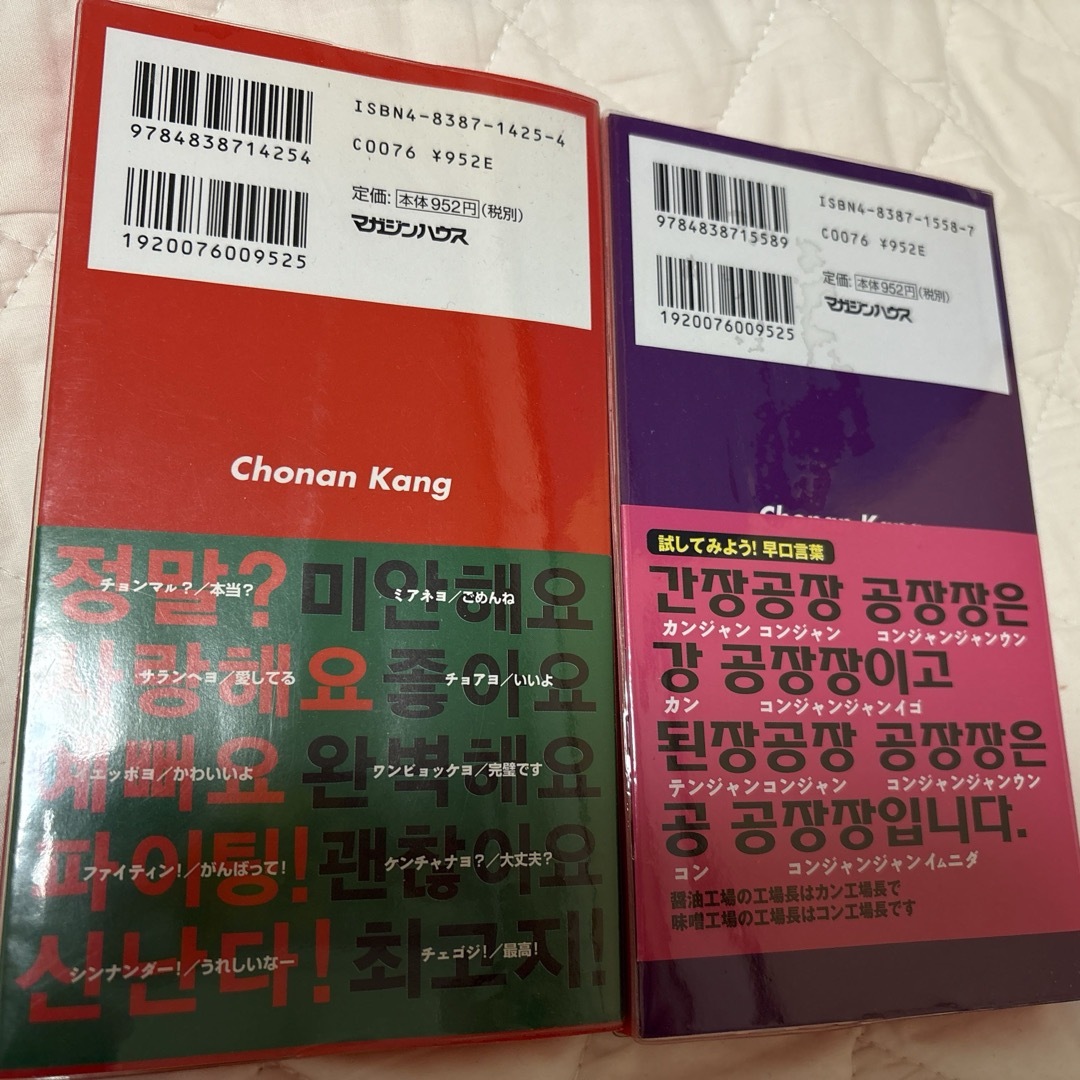 ISBN4-8387-1425-4
9784838714254
C0076 ¥952E
定価: 本体952円(税別)
マガジンハウス
1920076009525
Chonan Kang
정말? 미안해요
チョンマㇽ?/本当? ミアネヨ/ごめんね
사랑해요 좋아요
サランヘヨ/愛してる チョアヨ/いいよ
예뻐요 완벽해요
イエッポヨ/かわいいよ ワンビョッケヨ/完璧です
파이팅! 괜찮아요
ファイティン!/がんばって! ケンチャナヨ?/大丈夫?
신난다! 최고지!
シンナンダー!/うれしいなー チェゴジ!/最高!
ISBN4-8387-1558-7
9784838715589
C0076 ¥952E
定価: 本体952円(税別)
マガジンハウス
1920076009525
Chonan Kang
試してみよう! 早口言葉
간장공장 공장장은
カンジャン コンジャン コンジャンジャンウン
강 공장장이고
カン コンジャンジャンイゴ
된장공장 공장장은
テンジャンコンジャン コンジャンジャンウン
공 공장장입니다.
コン コンジャンジャンイㇺニダ
醤油工場の工場長はカン工場長で
味噌工場の工場長はコン工場長です